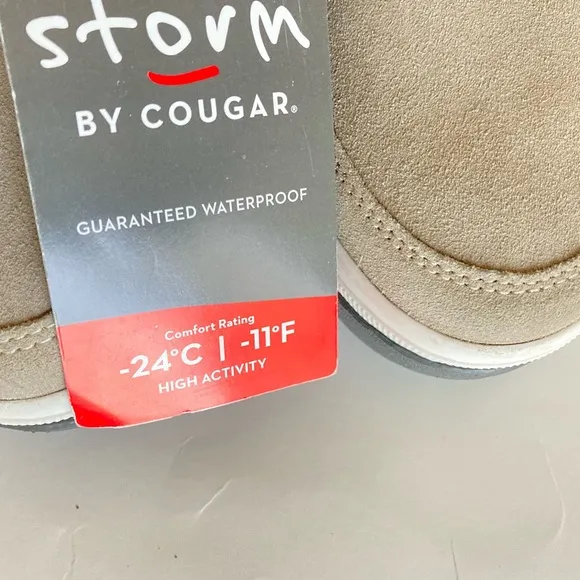 storm
BY COUGAR®
GUARANTEED WATERPROOF
Comfort Rating
-24°C | -11°F
HIGH ACTIVITY